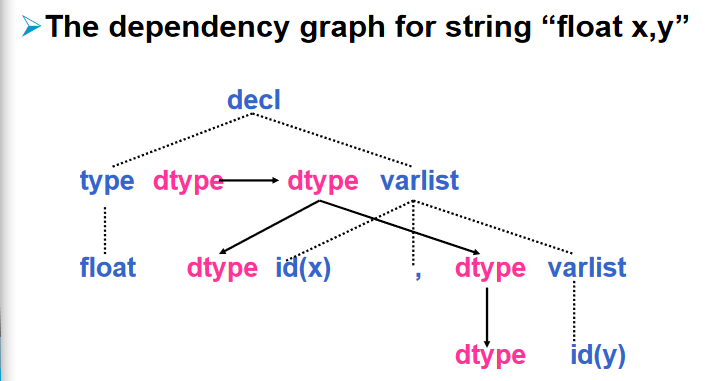 The dependency graph for string “float x,y”
decl
type dtype dtype varlist
float dtype id(x) , dtype varlist
dtype id(y)